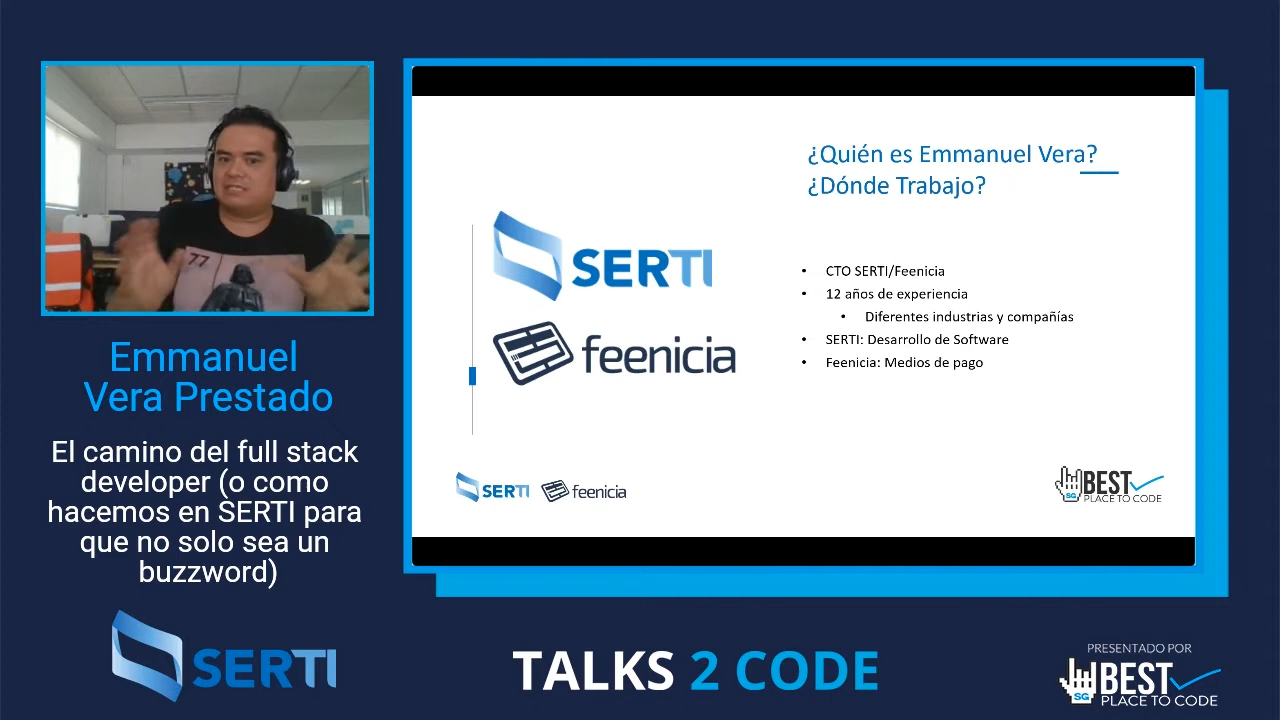 77
Emmanuel
Vera Prestado
El camino del full stack
developer (o como
hacemos en SERTI para
que no solo sea un
buzzword)
SERTI
¿Quién es Emmanuel Vera?
¿Dónde Trabajo?
SERTI
feenicia
• CTO SERTI/Feenicia
• 12 años de experiencia
• Diferentes industrias y compañías
• SERTI: Desarrollo de Software
• Feenicia: Medios de pago
SERTI feenicia
SG BEST
PLACE TO CODE
TALKS 2 CODE
PRESENTADO POR
SG BEST
PLACE TO CODE